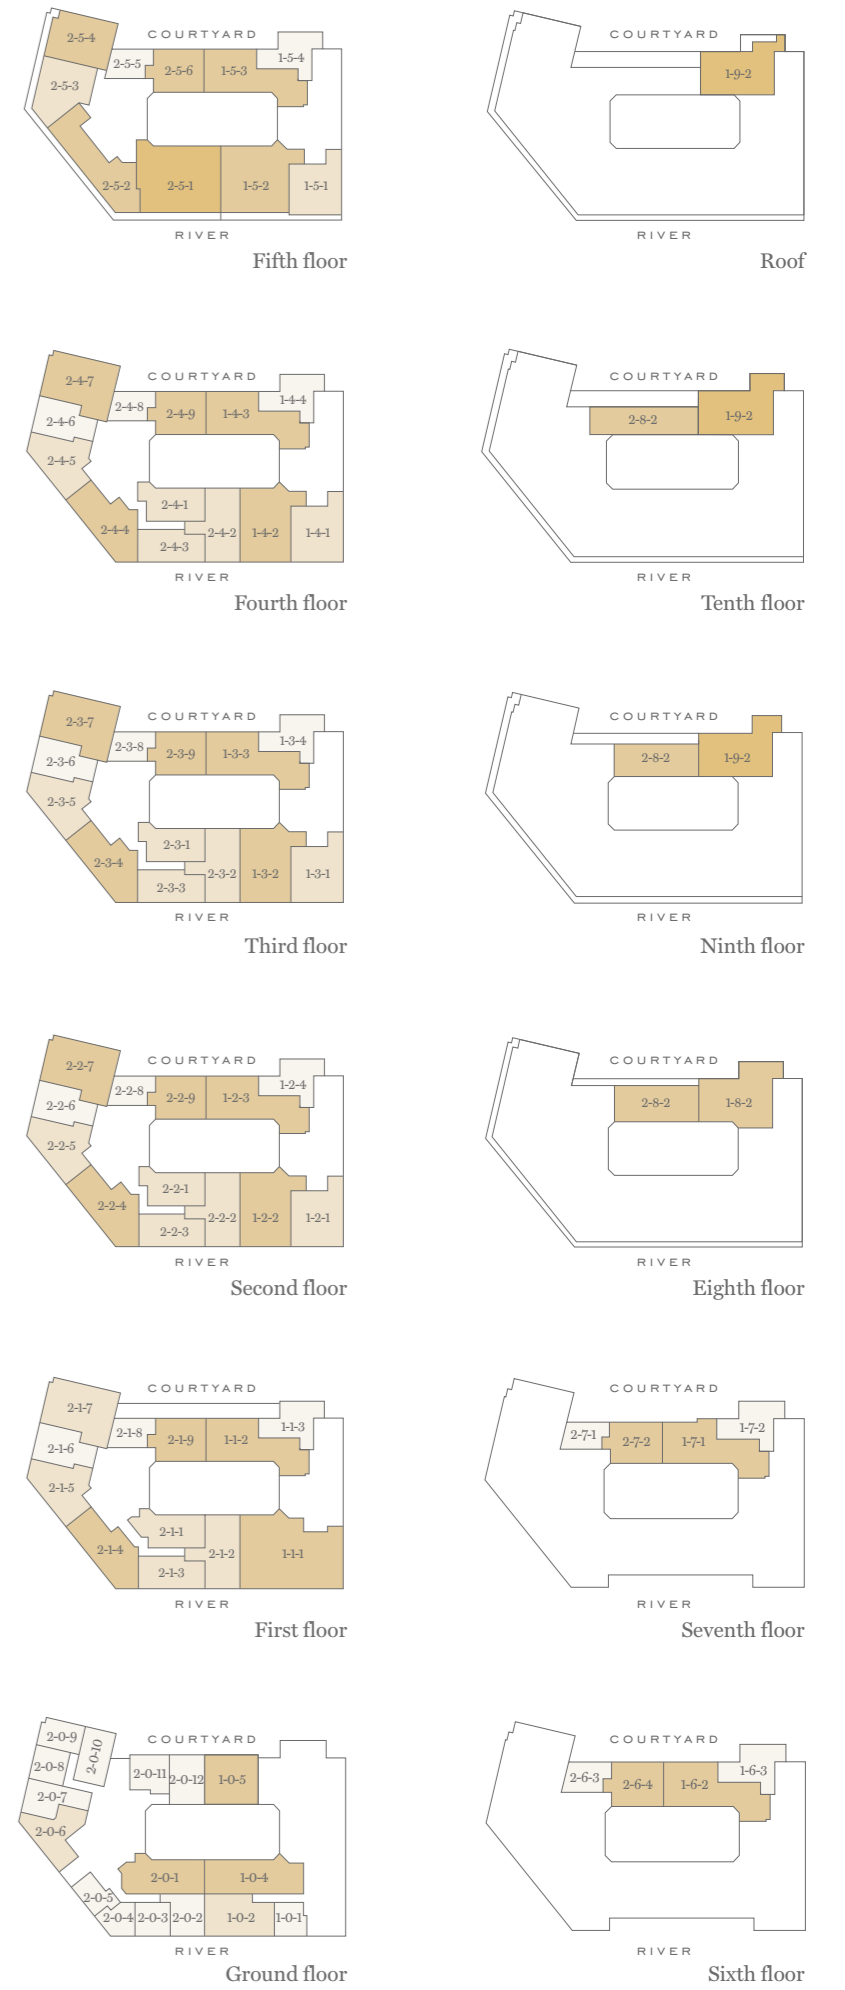 COURTYARD
2-5-4
2-5-5
2-5-6
1-5-3
1-5-4
2-5-3
2-5-2
2-5-1
1-5-2
1-5-1
RIVER
Fifth floor
COURTYARD
1-9-2
RIVER
Roof
COURTYARD
2-4-7
2-4-8
2-4-9
1-4-3
1-4-4
2-4-6
2-4-5
2-4-1
2-4-4
2-4-3
2-4-2
1-4-2
1-4-1
RIVER
Fourth floor
COURTYARD
2-8-2
1-9-2
RIVER
Tenth floor
COURTYARD
2-3-7
2-3-8
2-3-9
1-3-3
1-3-4
2-3-6
2-3-5
2-3-1
2-3-4
2-3-3
2-3-2
1-3-2
1-3-1
RIVER
Third floor
COURTYARD
2-8-2
1-9-2
RIVER
Ninth floor
COURTYARD
2-2-7
2-2-8
2-2-9
1-2-3
1-2-4
2-2-6
2-2-5
2-2-1
2-2-4
2-2-3
2-2-2
1-2-2
1-2-1
RIVER
Second floor
COURTYARD
2-8-2
1-8-2
RIVER
Eighth floor
COURTYARD
2-1-7
2-1-8
2-1-9
1-1-2
1-1-3
2-1-6
2-1-5
2-1-1
2-1-4
2-1-3
2-1-2
1-1-1
RIVER
First floor
COURTYARD
2-7-1
2-7-2
1-7-1
1-7-2
RIVER
Seventh floor
COURTYARD
2-0-9
2-0-10
2-0-8
2-0-11
2-0-12
1-0-5
2-0-7
2-0-6
2-0-1
1-0-4
2-0-5
2-0-4
2-0-3
2-0-2
1-0-2
1-0-1
RIVER
Ground floor
COURTYARD
2-6-3
2-6-4
1-6-2
1-6-3
RIVER
Sixth floor